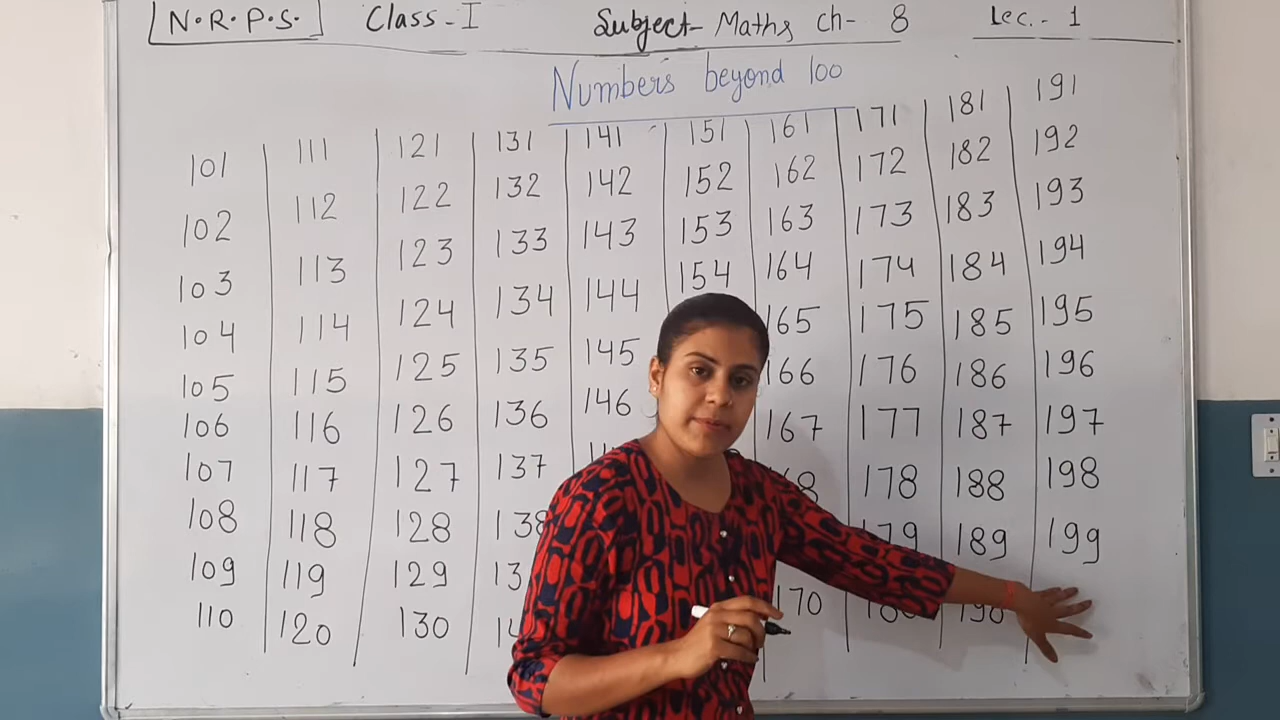 N.R.P.S. Class-I Subject- Maths ch- 8 Lec.- 1
Numbers beyond 100
101 111 121 131 141 151 161 171 181 191
102 112 122 132 142 152 162 172 182 192
103 113 123 133 143 153 163 173 183 193
104 114 124 134 144 154 164 174 184 194
105 115 125 135 145 165 175 185 195
106 116 126 136 146 166 176 186 196
107 117 127 137 167 177 187 197
108 118 128 138 178 188 198
109 119 129 189 199
110 120 130 170 180 190